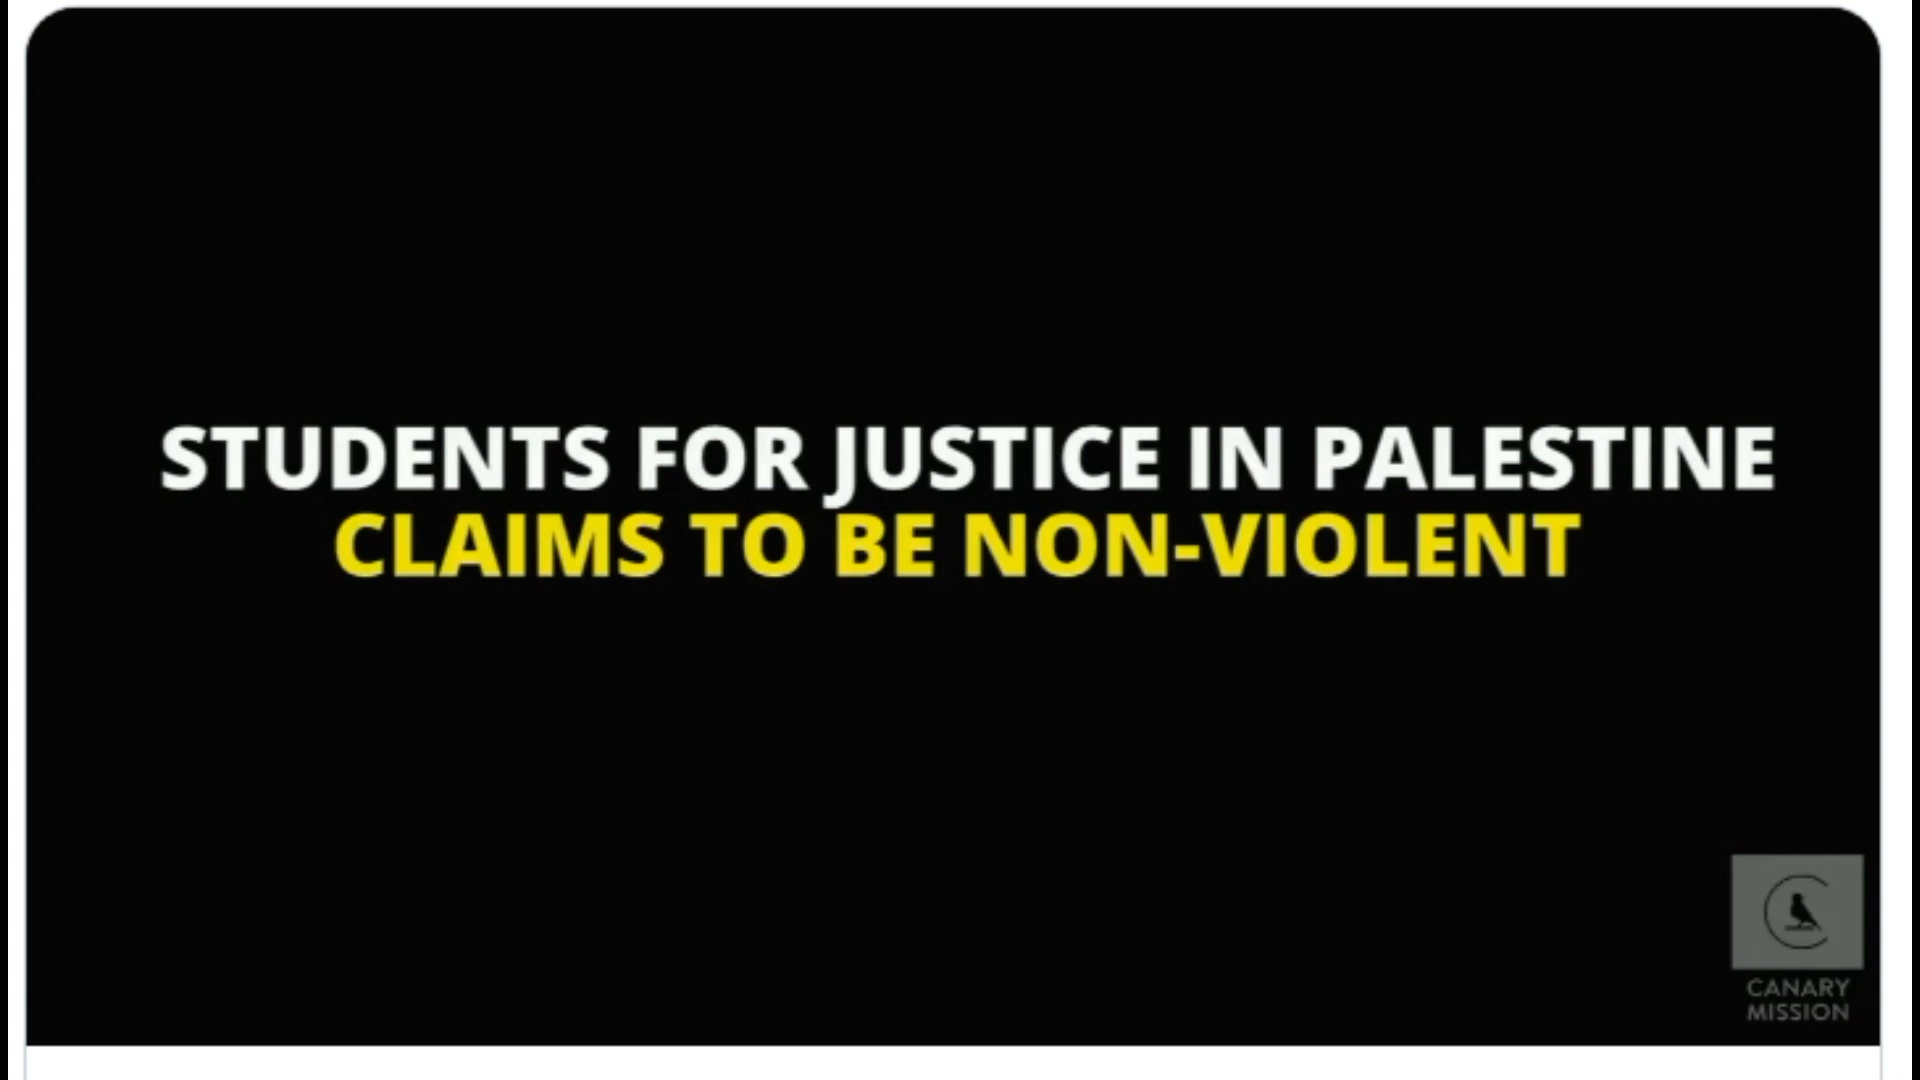 STUDENTS FOR JUSTICE IN PALESTINE
CLAIMS TO BE NON-VIOLENT
CANARY
MISSION